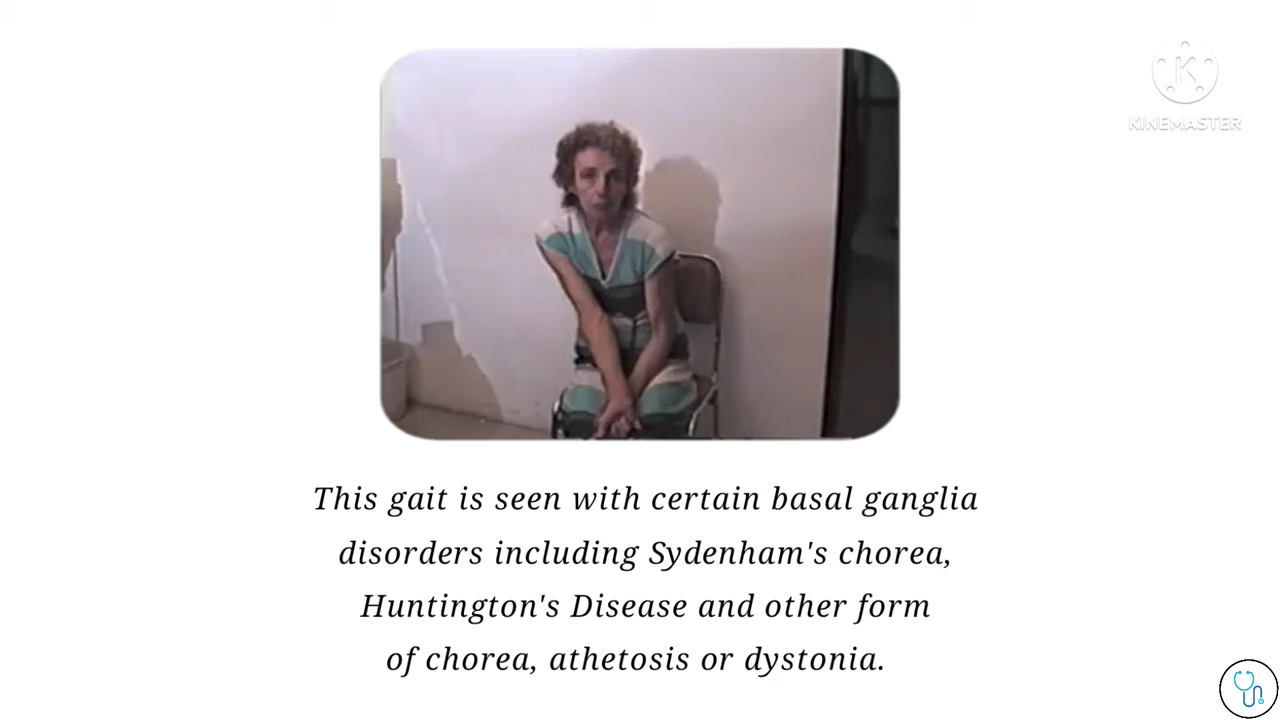 KINEMASTER
This gait is seen with certain basal ganglia
disorders including Sydenham's chorea,
Huntington's Disease and other form
of chorea, athetosis or dystonia.